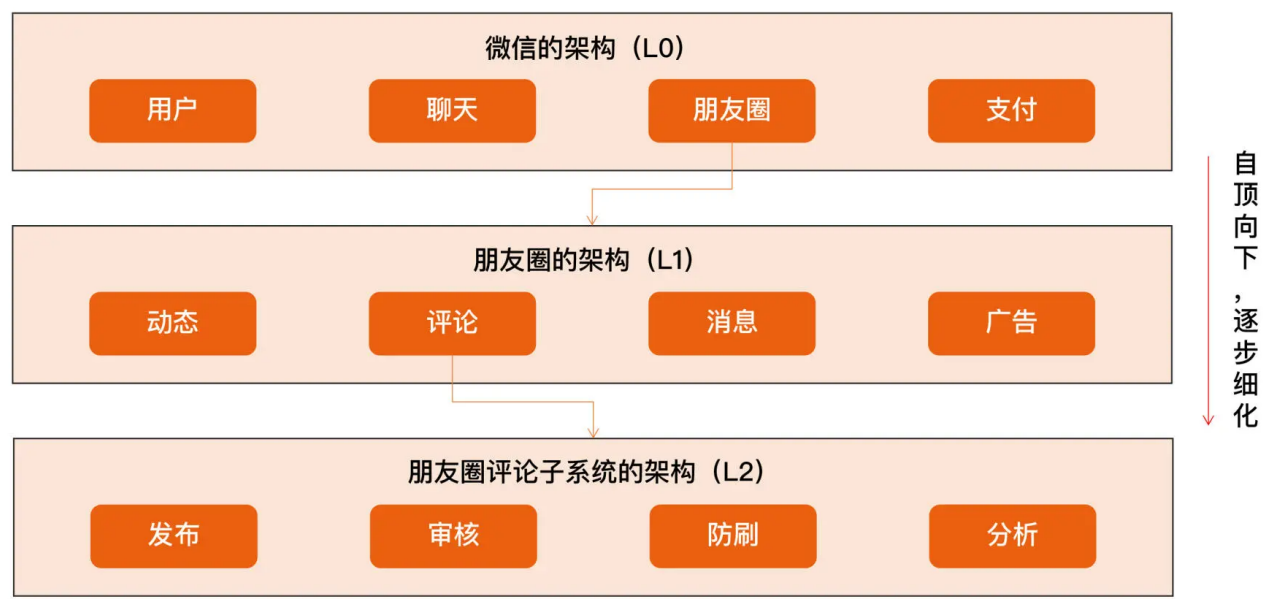 微信的架构（L0）
用户
聊天
朋友圈
支付
朋友圈的架构（L1）
动态
评论
消息
广告
朋友圈评论子系统的架构（L2）
发布
审核
防刷
分析
自顶向下，逐步细化